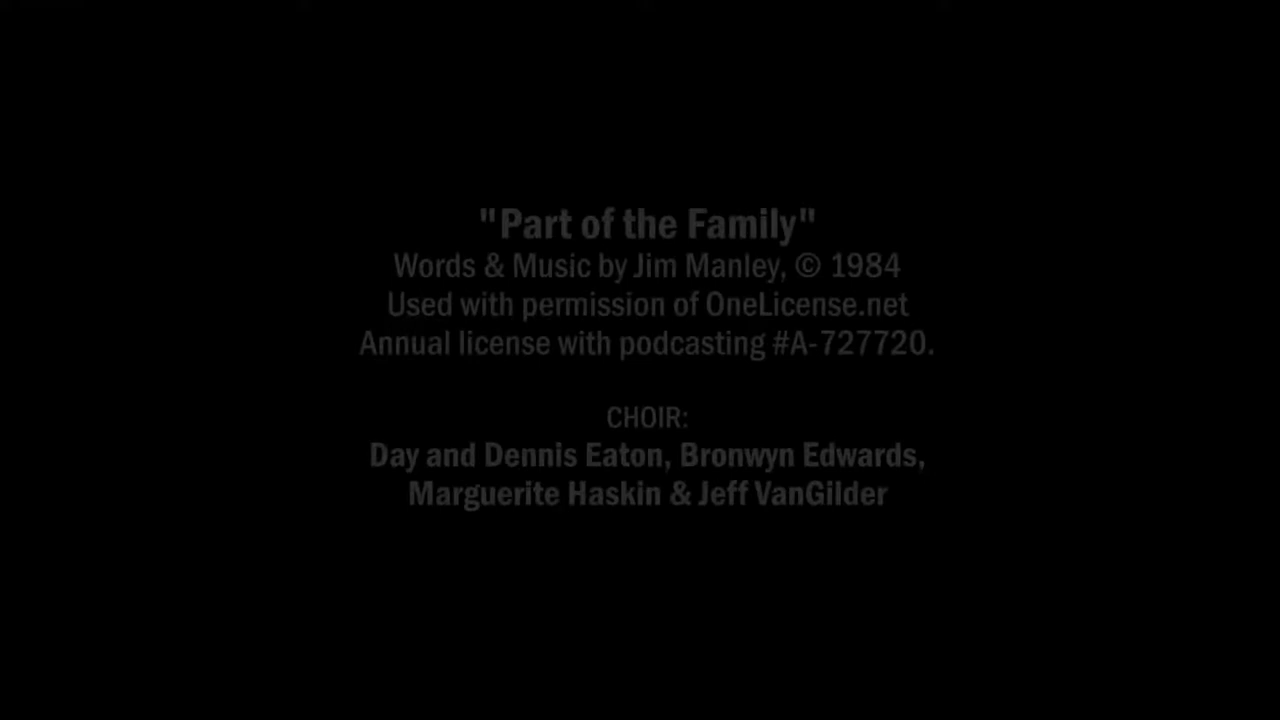 "Part of the Family"
Words & Music by Jim Manley, © 1984
Used with permission of OneLicense.net
Annual license with podcasting #A-727720.
CHOIR:
Day and Dennis Eaton, Bronwyn Edwards,
Marguerite Haskin & Jeff VanGilder